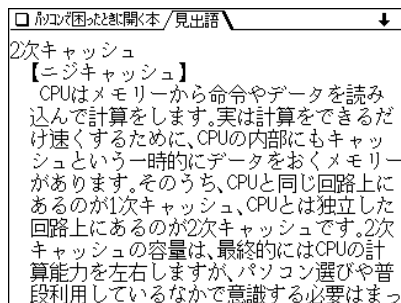 パソコンで困ったときに開く本/見出語
2次キャッシュ
【ニジキャッシュ】
CPUはメモリーから命令やデータを読み
込んで計算をします。実は計算をできるだ
け速くするために、CPUの内部にもキャッ
シュという一時的にデータをおくメモリー
があります。そのうち、CPUと同じ回路上に
あるのが1次キャッシュ、CPUとは独立した
回路上にあるのが2次キャッシュです。2次
キャッシュの容量は、最終的にはCPUの計
算能力を左右しますが、パソコン選びや普
段利用しているなかで意識する必要はまっ